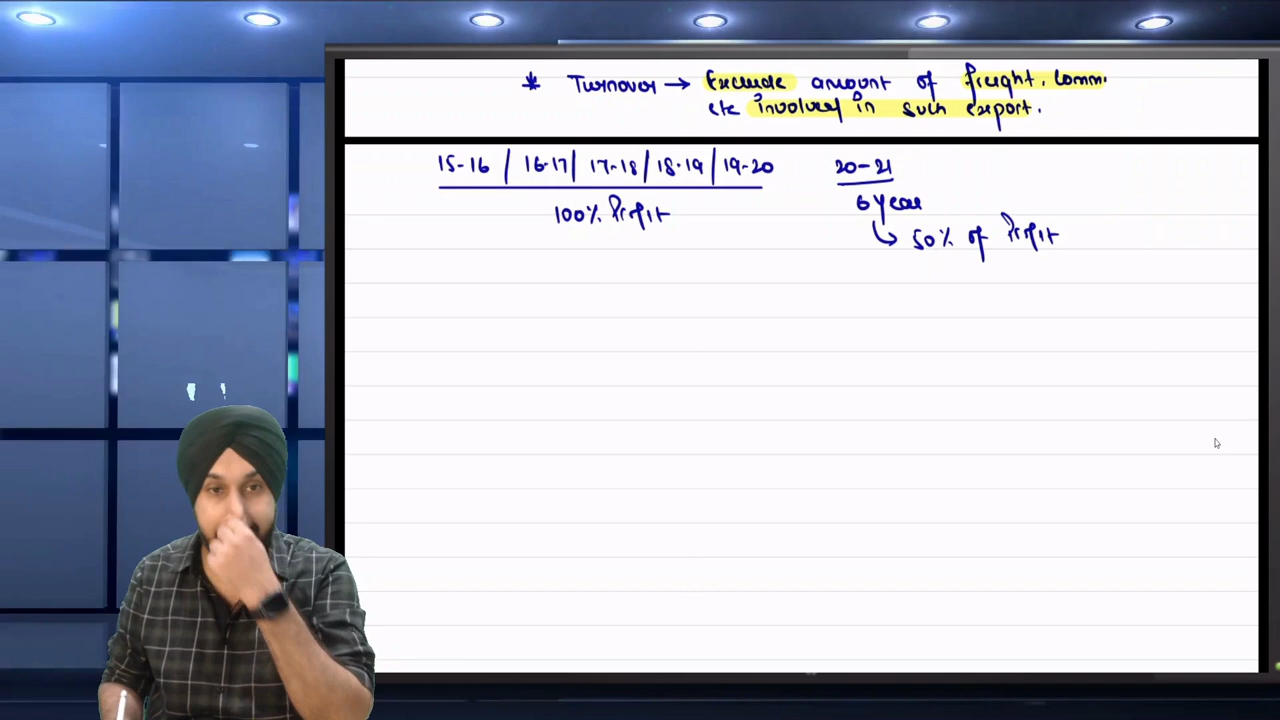 * Turnover → Exclude amount of freight, Comm.
etc involved in such export.
15-16 | 16-17 | 17-18 | 18-19 | 19-20 20-21
100% Profit 6 year
50% of Profit